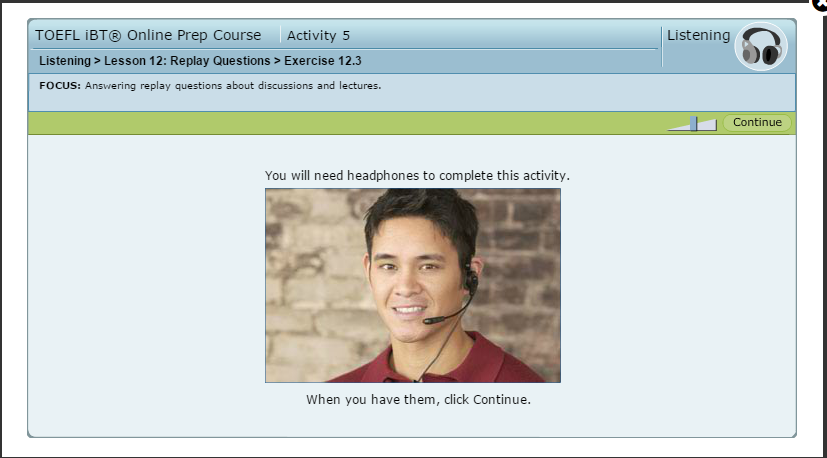 TOEFL iBT® Online Prep Course Activity 5 Listening
Listening > Lesson 12: Replay Questions > Exercise 12.3
FOCUS: Answering replay questions about discussions and lectures.
Continue
You will need headphones to complete this activity.
When you have them, click Continue.